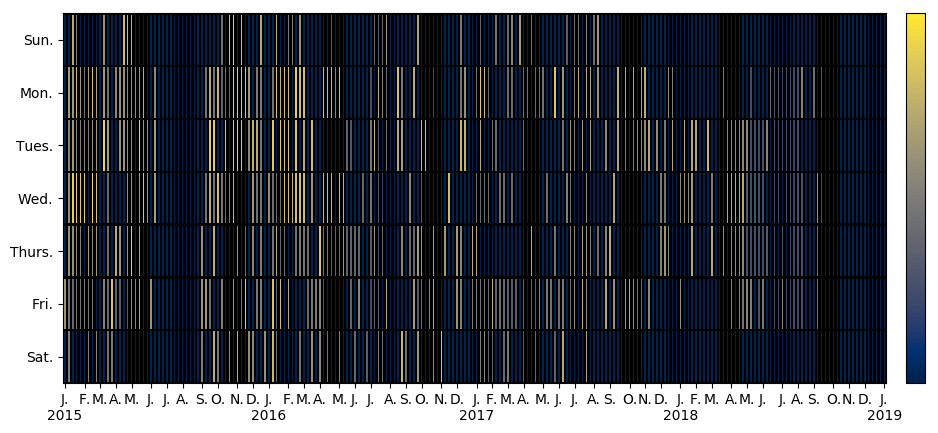 Sun.
Mon.
Tues.
Wed.
Thurs.
Fri.
Sat.
J. F. M. A. M. J. J. A. S. O. N. D. J. F. M. A. M. J. J. A. S. O. N. D. J. F. M. A. M. J. J. A. S. O. N. D. J. F. M. A. M. J. J. A. S. O. N. D. J.
2015 2016 2017 2018 2019